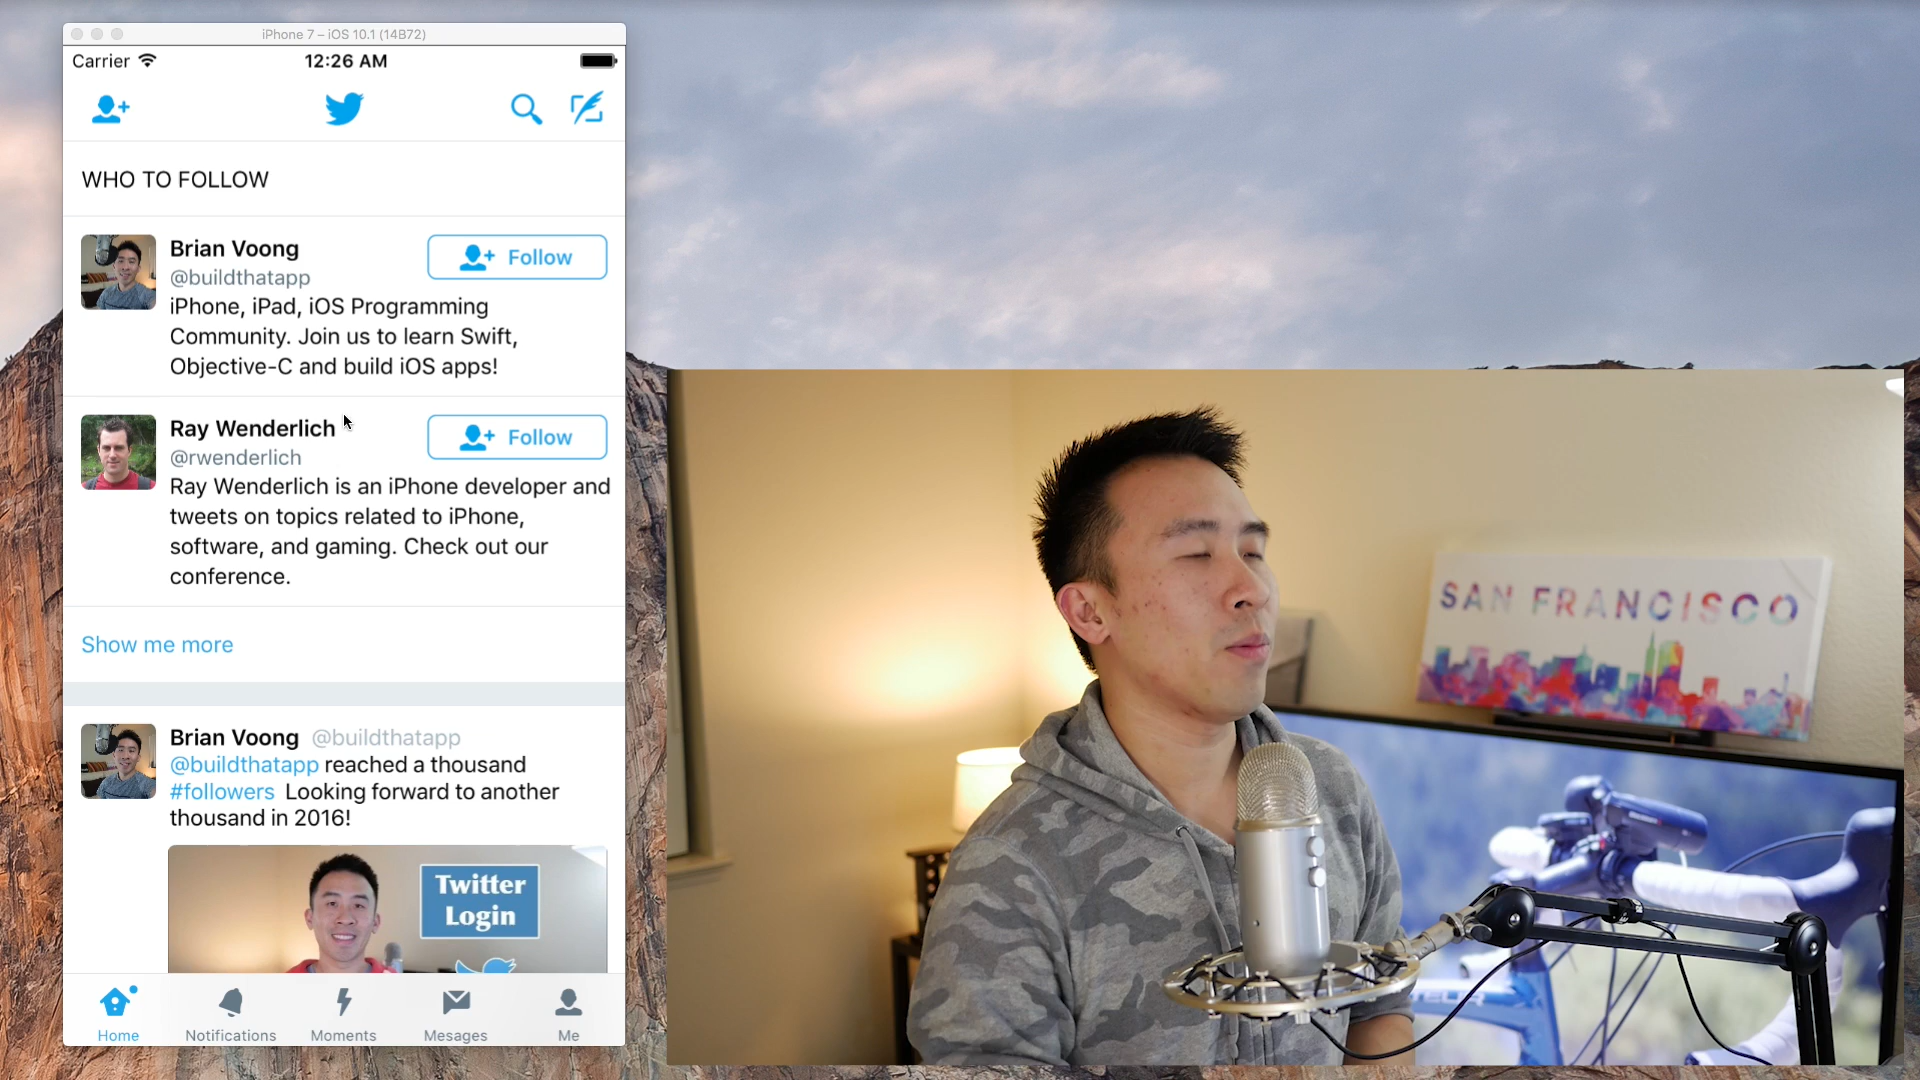 iPhone 7 – iOS 10.1 (14B72)
Carrier
12:26 AM
WHO TO FOLLOW
Brian Voong
Follow
@buildthatapp
iPhone, iPad, iOS Programming
Community. Join us to learn Swift,
Objective-C and build iOS apps!
Ray Wenderlich
Follow
@rwenderlich
Ray Wenderlich is an iPhone developer and
tweets on topics related to iPhone,
software, and gaming. Check out our
conference.
Show me more
Brian Voong @buildthatapp
@buildthatapp reached a thousand
#followers Looking forward to another
thousand in 2016!
Twitter
Login
Home
Notifications
Moments
Mesages
Me
SAN FRANCISCO